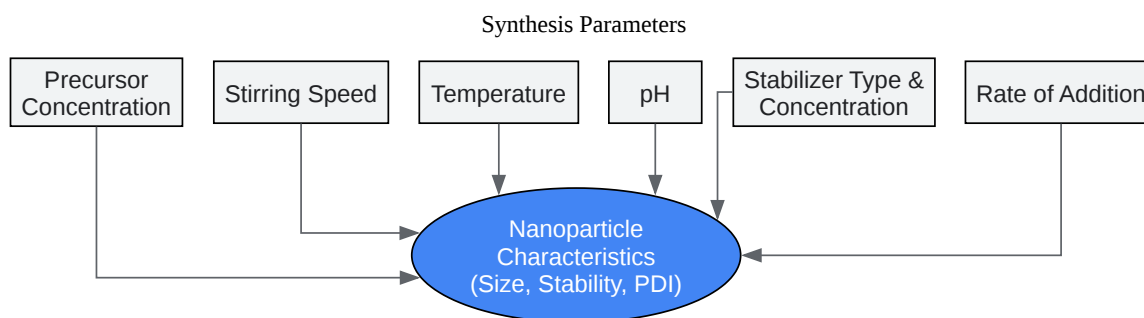 Synthesis Parameters
Precursor
Concentration
Stirring Speed
Temperature
pH
Stabilizer Type &
Concentration
Rate of Addition
Nanoparticle
Characteristics
(Size, Stability, PDI)